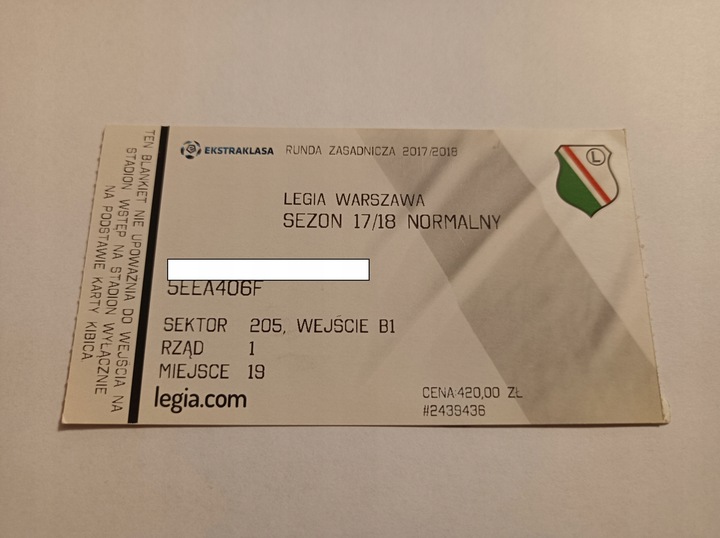 TEN BLANKIET NIE UPOWAŻNIA DO WEJŚCIA NA
STADION WSTĘP NA STADION WYŁĄCZNIE
NA PODSTAWIE KARTY KIBICA
EKSTRAKLASA RUNDA ZASADNICZA 2017/2018
L
LEGIA WARSZAWA
SEZON 17/18 NORMALNY
5EEA406F
SEKTOR 205, WEJŚCIE B1
RZĄD 1
MIEJSCE 19
legia.com
CENA:420,00 ZŁ
#2439436